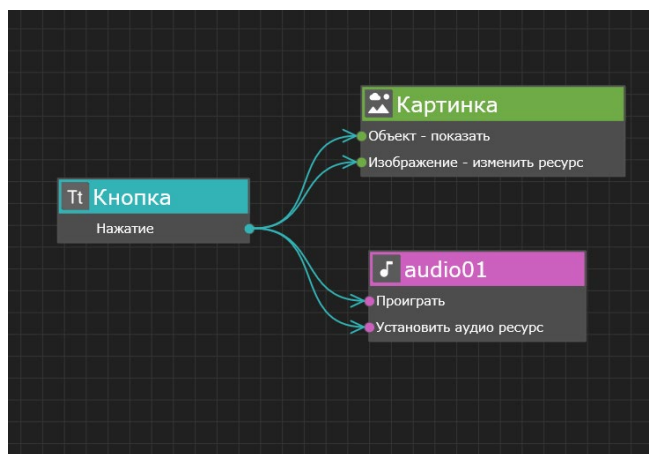 Картинка
Объект - показать
Изображение - изменить ресурс
Tt Кнопка
Нажатие
audio01
Проиграть
Установить аудио ресурс